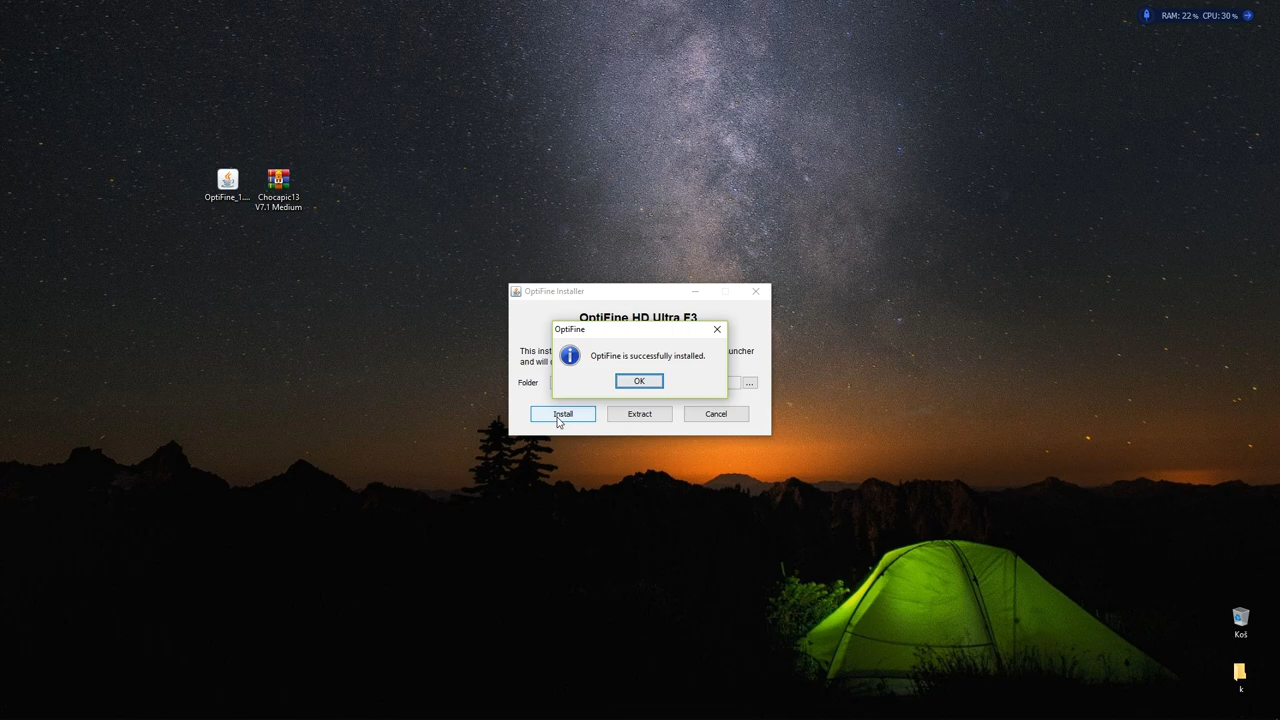 RAM: 22% CPU: 30%
OptiFine_1....
Chocapic13
V7.1 Medium
OptiFine Installer
OptiFine HD Ultra F3
OptiFine
This inst
uncher
and will
OptiFine is successfully installed.
OK
Folder
...
Install
Extract
Cancel
Koš
k